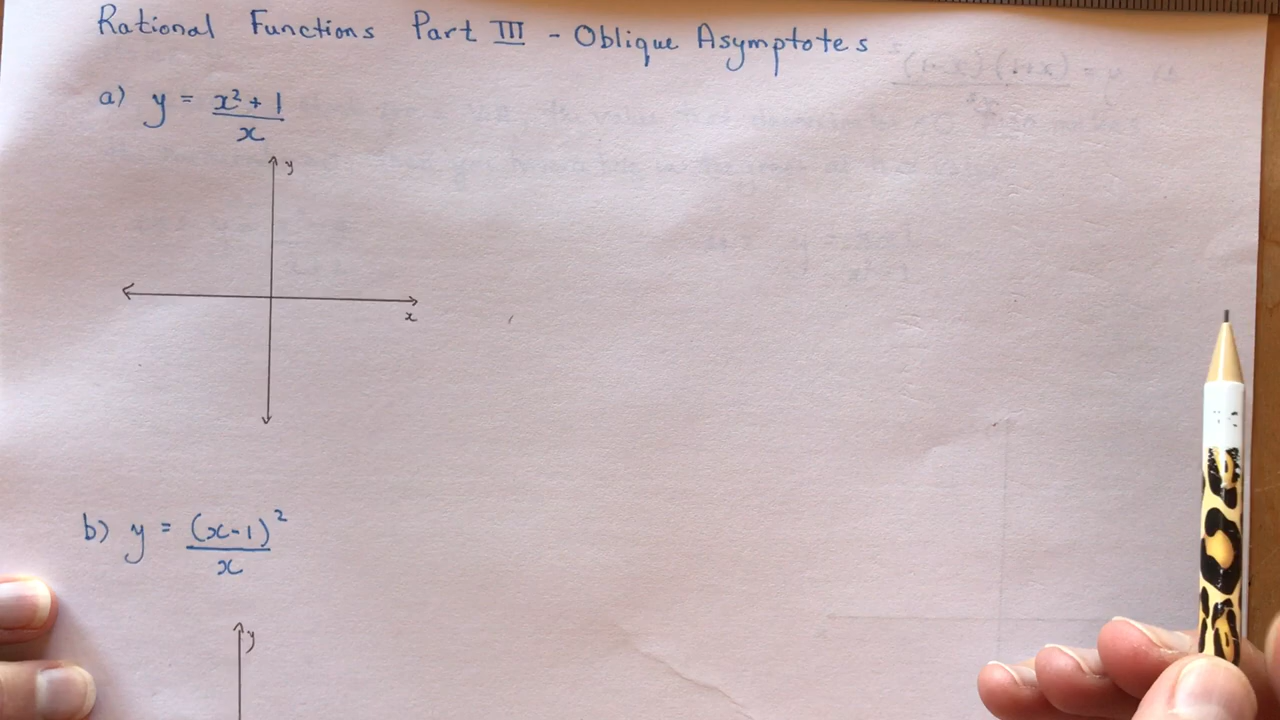 Rational Functions Part III - Oblique Asymptotes
a) y = x² + 1 / x
y
x
b) y = (x-1)² / x
y